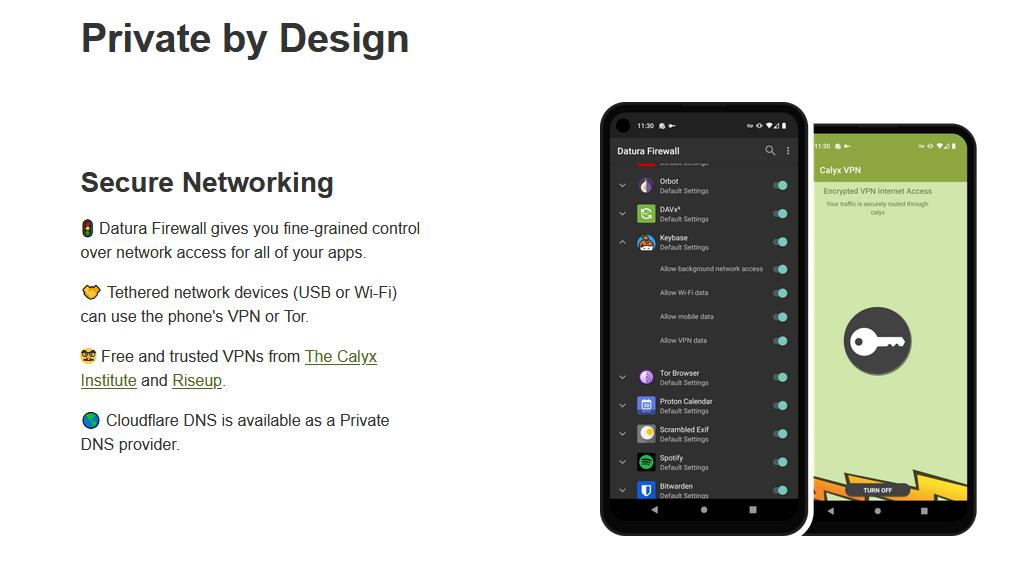 Private by Design
Secure Networking
🚦 Datura Firewall gives you fine-grained control
over network access for all of your apps.
🤝 Tethered network devices (USB or Wi-Fi)
can use the phone's VPN or Tor.
🥸 Free and trusted VPNs from The Calyx
Institute and Riseup.
🌎 Cloudflare DNS is available as a Private
DNS provider.
11:30
Datura Firewall
Default Settings
Orbot
Default Settings
DAVx⁵
Default Settings
Keybase
Default Settings
Allow background network access
Allow Wi-Fi data
Allow mobile data
Allow VPN data
Tor Browser
Default Settings
Proton Calendar
Default Settings
Scrambled Exif
Default Settings
Spotify
Default Settings
Bitwarden
Default Settings
11:30
Calyx VPN
Encrypted VPN Internet Access
Your traffic is securely routed through:
calyx
TURN OFF